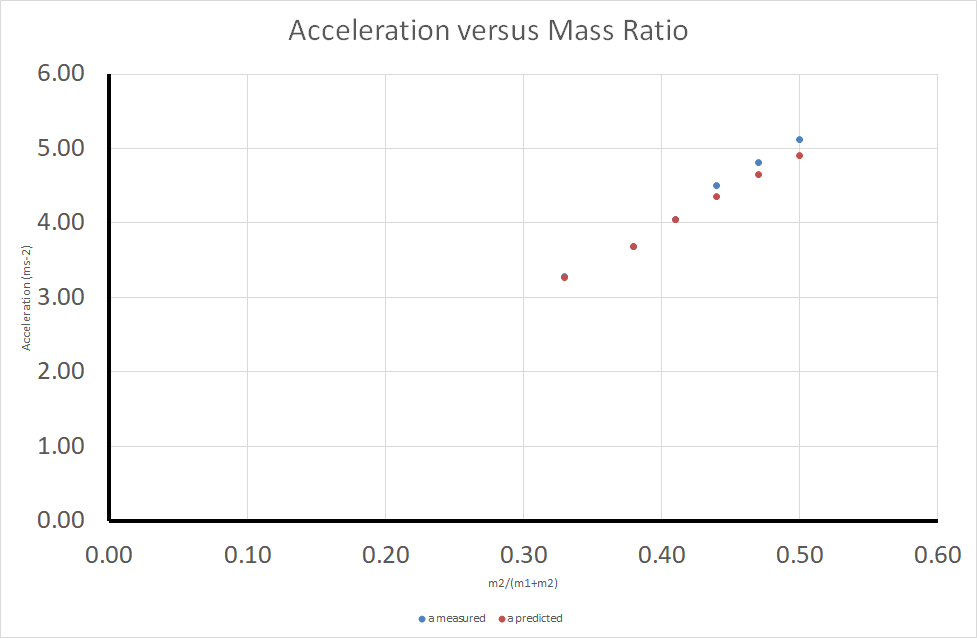 Acceleration versus Mass Ratio
6.00
5.00
4.00
3.00
2.00
1.00
0.00
Acceleration (ms-2)
0.00 0.10 0.20 0.30 0.40 0.50 0.60
m2/(m1+m2)
a measured a predicted